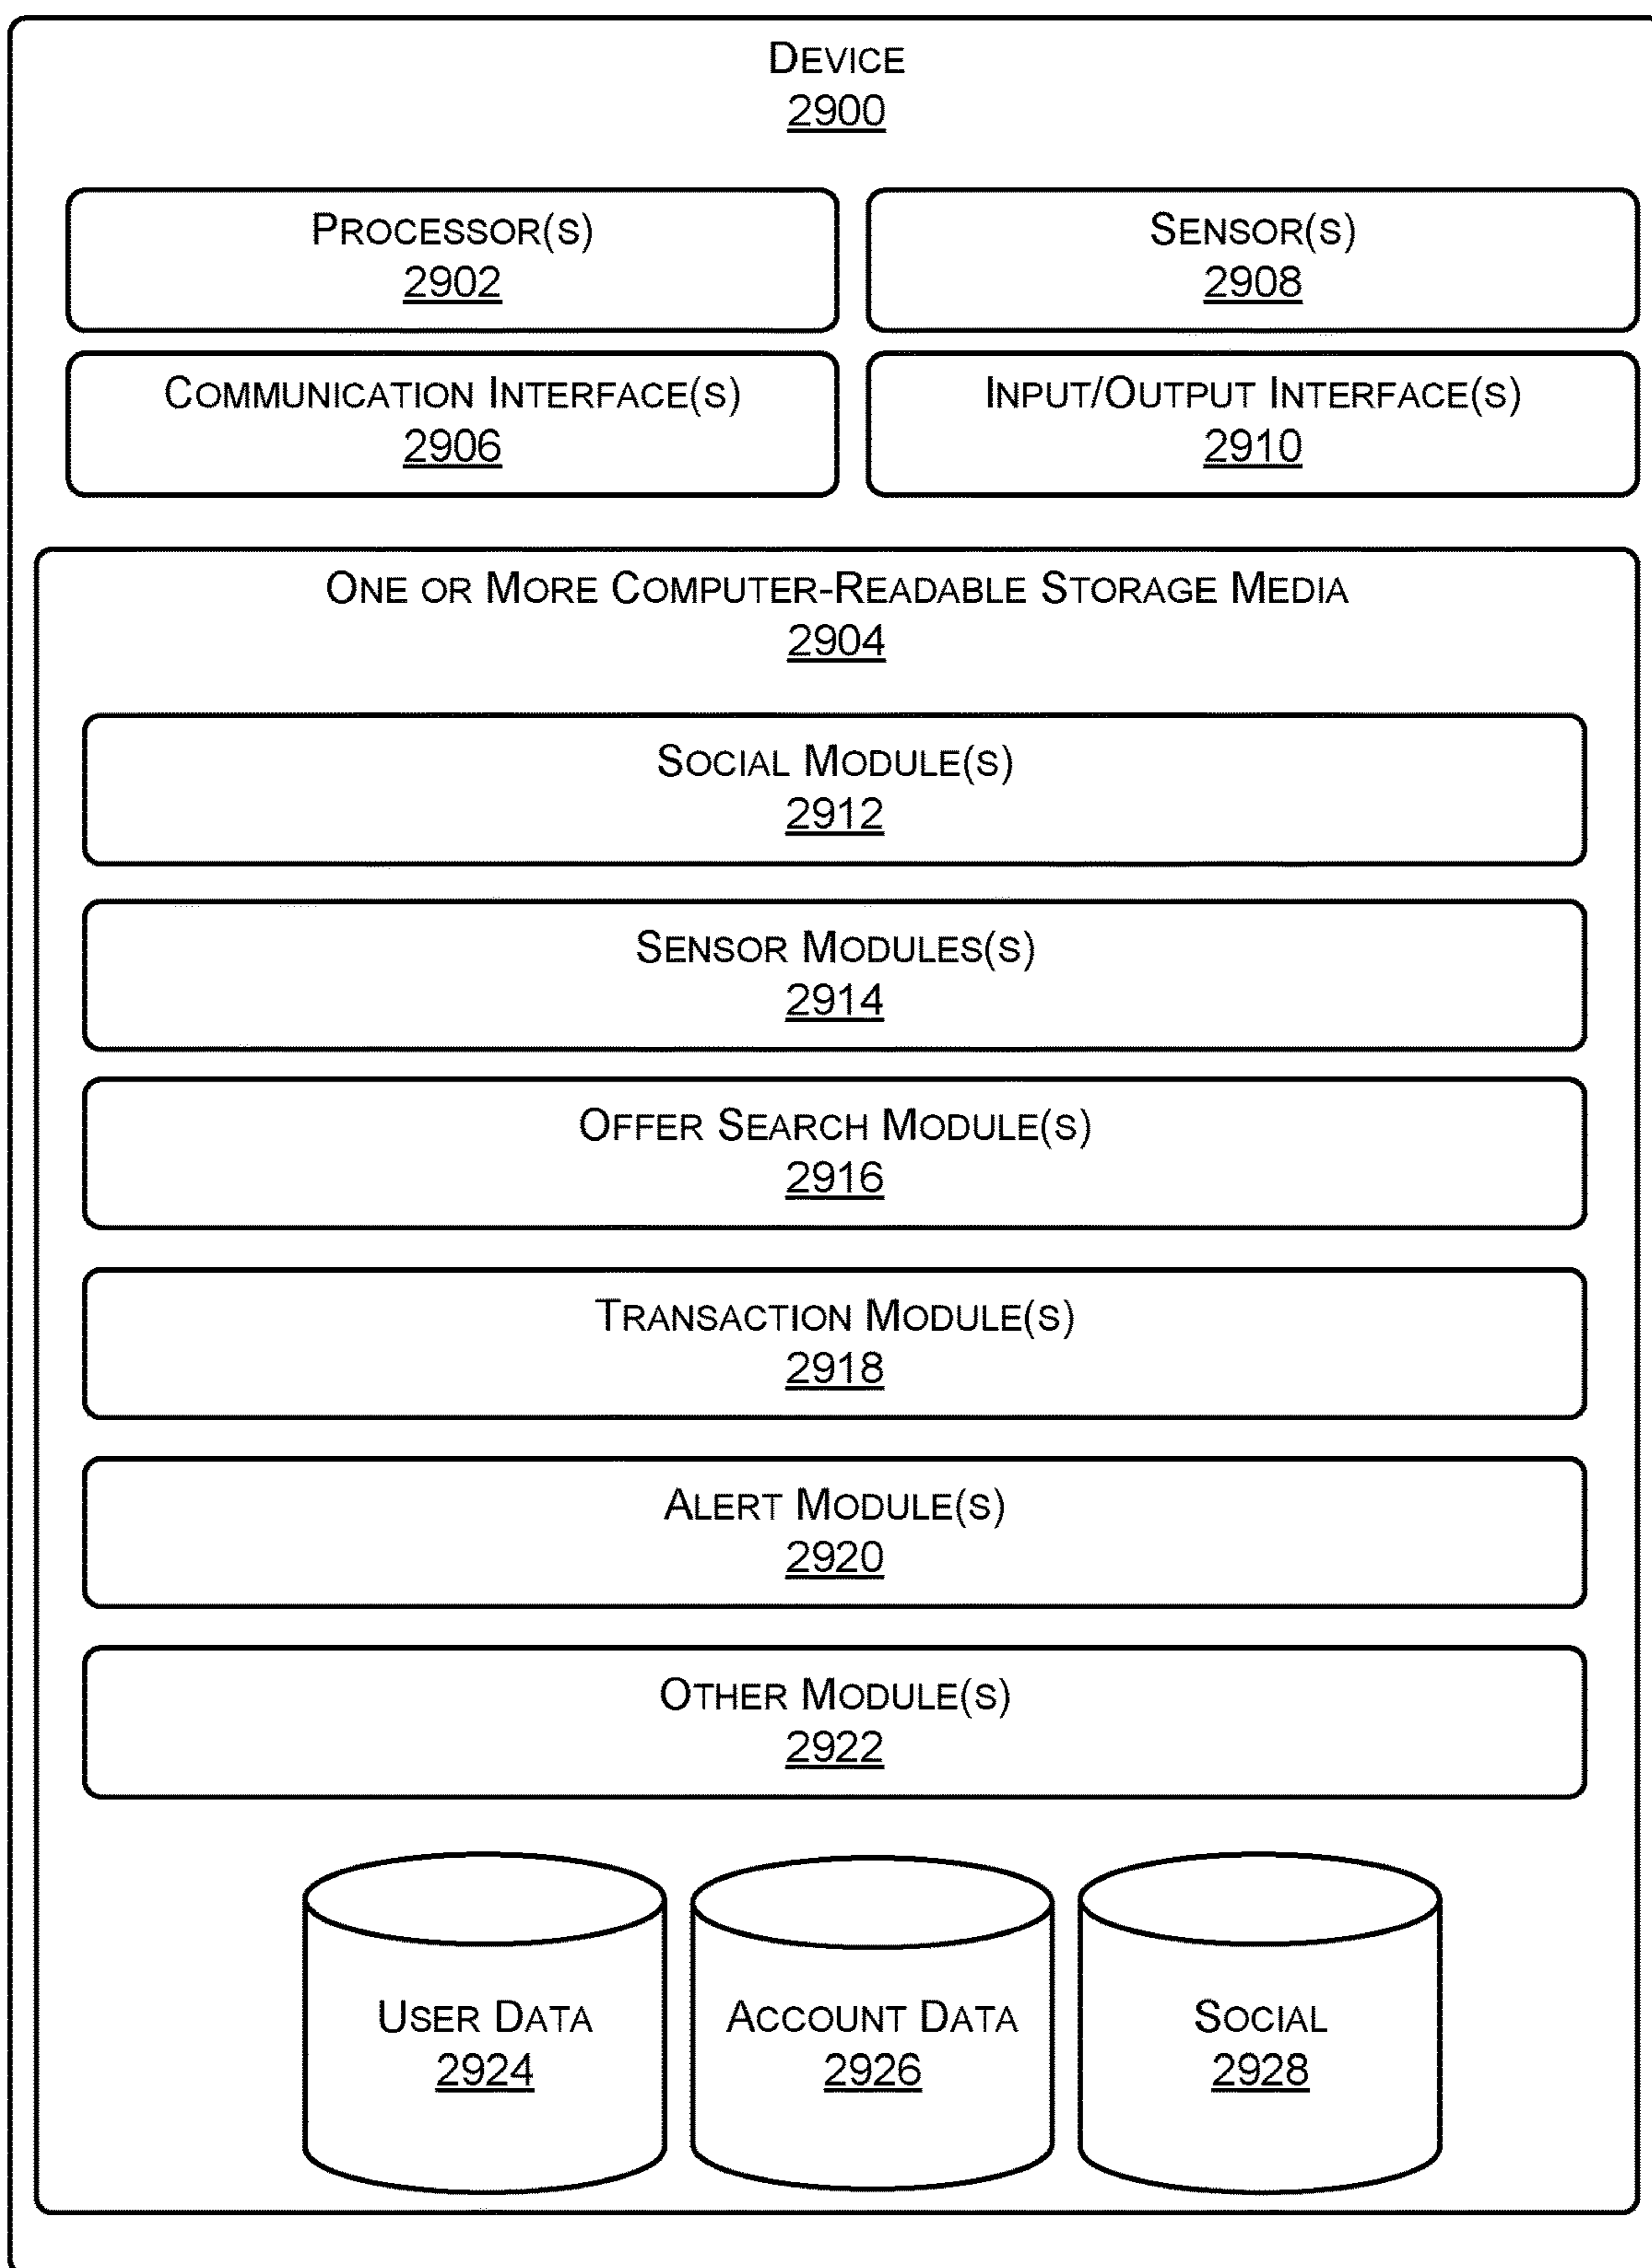 DEVICE
2900
PROCESSOR(S)
2902
SENSOR(S)
2908
COMMUNICATION INTERFACE(S)
2906
INPUT/OUTPUT INTERFACE(S)
2910
ONE OR MORE COMPUTER-READABLE STORAGE MEDIA
2904
SOCIAL MODULE(S)
2912
SENSOR MODULES(S)
2914
OFFER SEARCH MODULE(S)
2916
TRANSACTION MODULE(S)
2918
ALERT MODULE(S)
2920
OTHER MODULE(S)
2922
USER DATA
2924
ACCOUNT DATA
2926
SOCIAL
2928